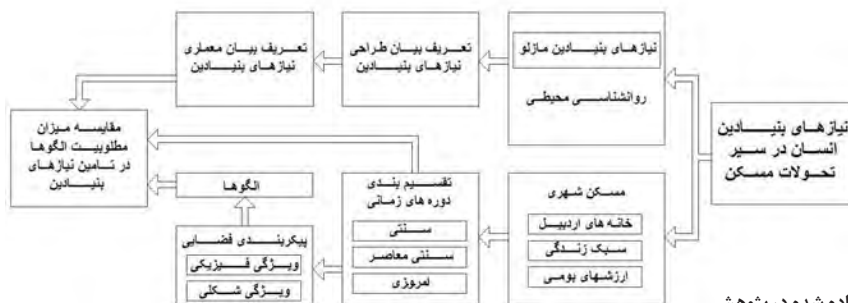 نیازهای بنیادین
انسان در سیر
تحولات مسکن
نیازهای بنیادین مازلو
روانشناسی محیطی
تعریف بیان طراحی
نیازهای بنیادین
تعریف بیان معماری
نیازهای بنیادین
مقایسه میزان
مطلوبیت الگوها
در تامین نیازهای
بنیادین
مسکن شهری
خانه های اردبیل
سبک زندگی
ارزشهای بومی
تقسیم بندی
دوره های زمانی
سنتی
سنتی معاصر
امروزی
الگوها
پیکربندی فضایی
ویژگی فیزیکی
ویژگی شکلی